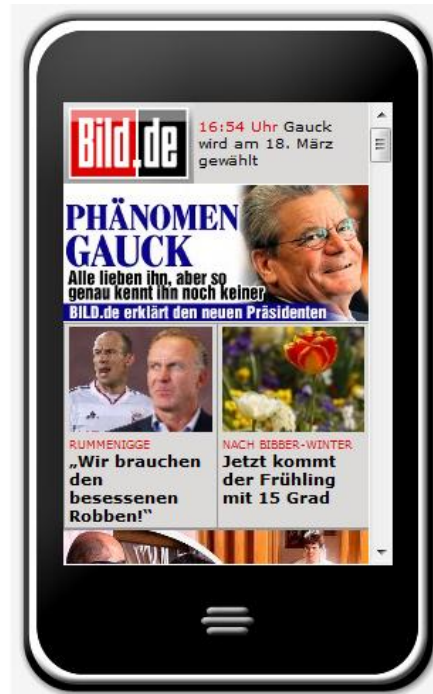 Bild.de
16:54 Uhr Gauck
wird am 18. März
gewählt
PHÄNOMEN
GAUCK
Alle lieben ihn, aber so
genau kennt ihn noch keiner
BILD.de erklärt den neuen Präsidenten
RUMMENIGGE
„Wir brauchen
den
besessenen
Robben!“
NACH BIBBER-WINTER
Jetzt kommt
der Frühling
mit 15 Grad